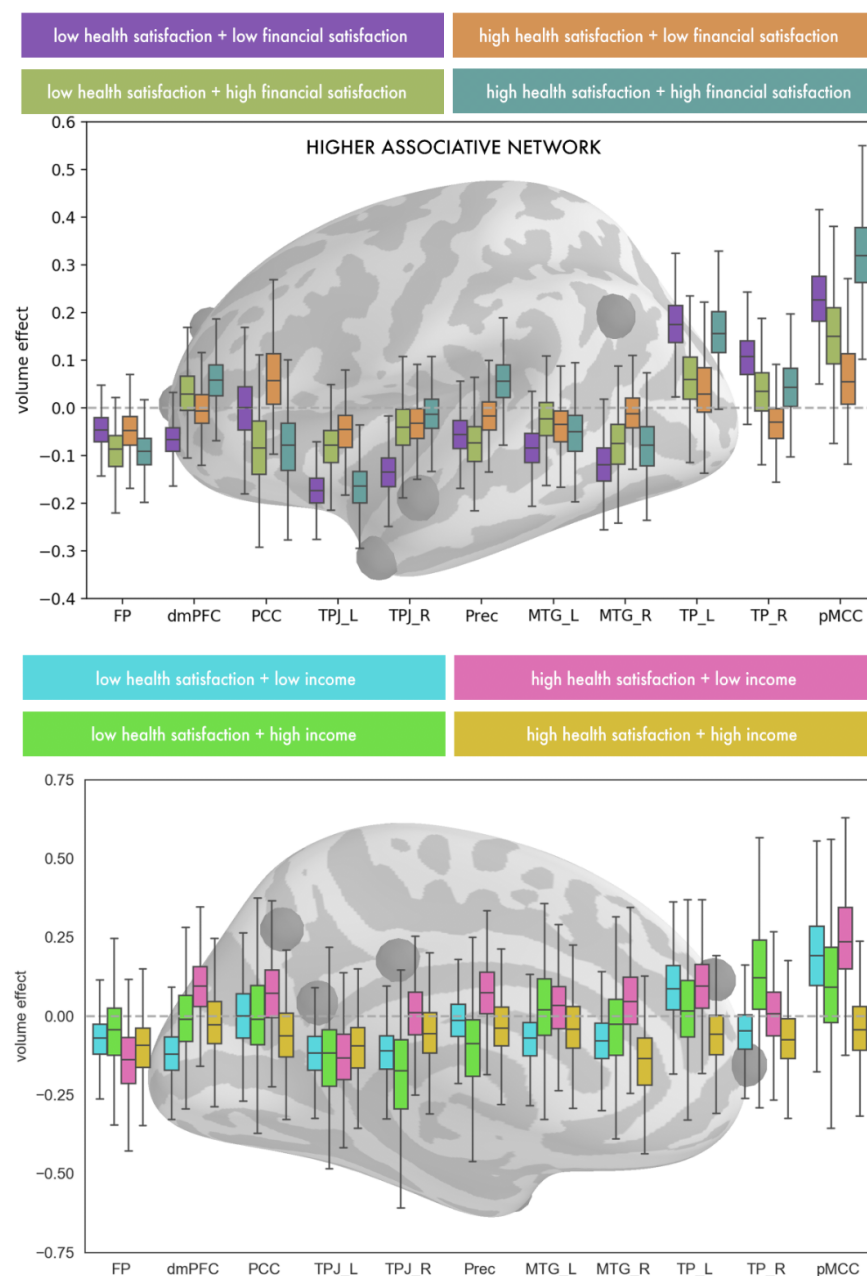 low health satisfaction + low financial satisfaction
high health satisfaction + low financial satisfaction
low health satisfaction + high financial satisfaction
high health satisfaction + high financial satisfaction
HIGHER ASSOCIATIVE NETWORK
volume effect
0.6
0.5
0.4
0.3
0.2
0.1
0.0
−0.1
−0.2
−0.3
−0.4
FP dmPFC PCC TPJ_L TPJ_R Prec MTG_L MTG_R TP_L TP_R pMCC
low health satisfaction + low income
high health satisfaction + low income
low health satisfaction + high income
high health satisfaction + high income
volume effect
0.75
0.50
0.25
0.00
−0.25
−0.50
−0.75
FP dmPFC PCC TPJ_L TPJ_R Prec MTG_L MTG_R TP_L TP_R pMCC